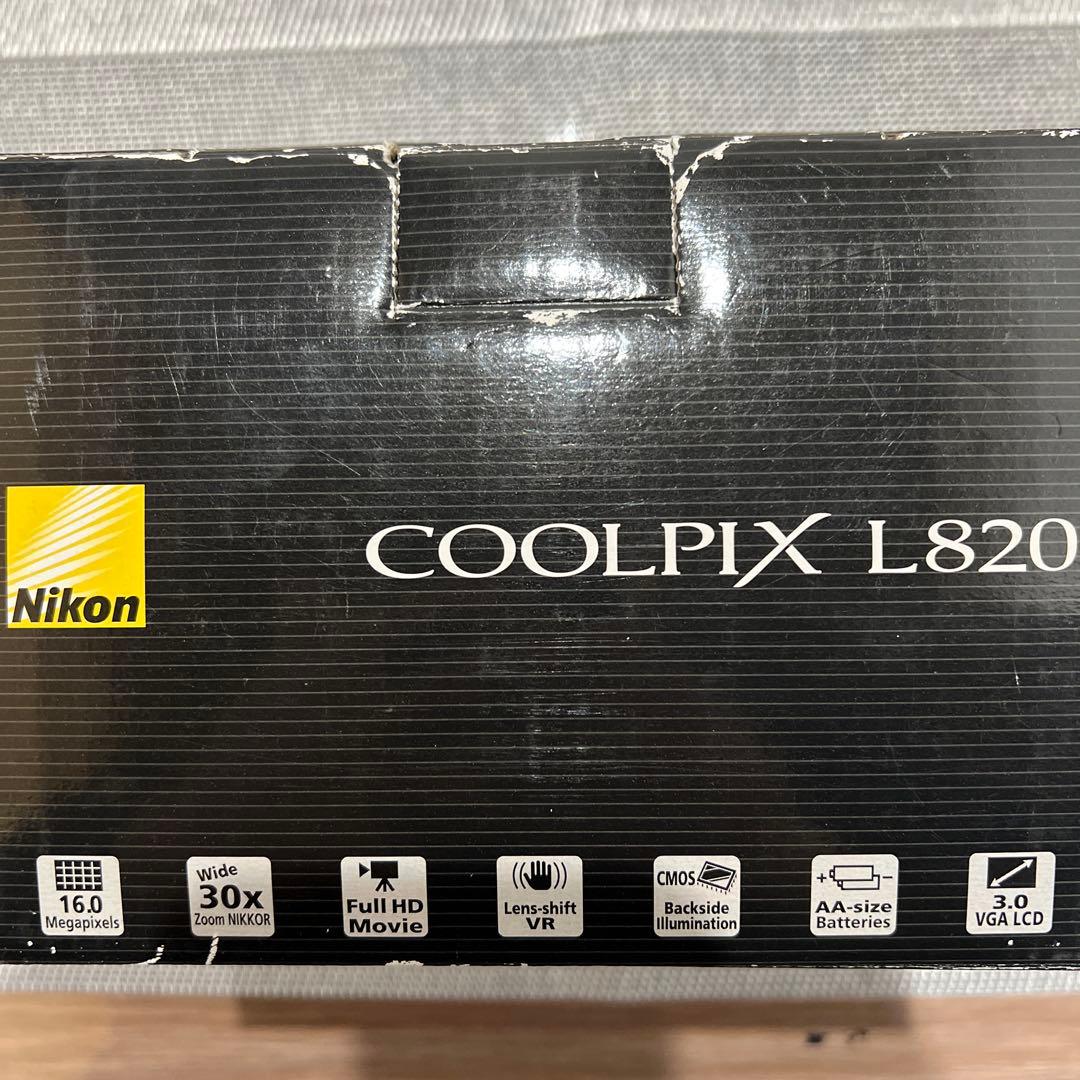 Nikon
COOLPIX L820
16.0
Megapixels
Wide
30x
Zoom NIKKOR
Full HD
Movie
Lens-shift
VR
CMOS
Backside
Illumination
+ -
AA-size
Batteries
3.0
VGA LCD